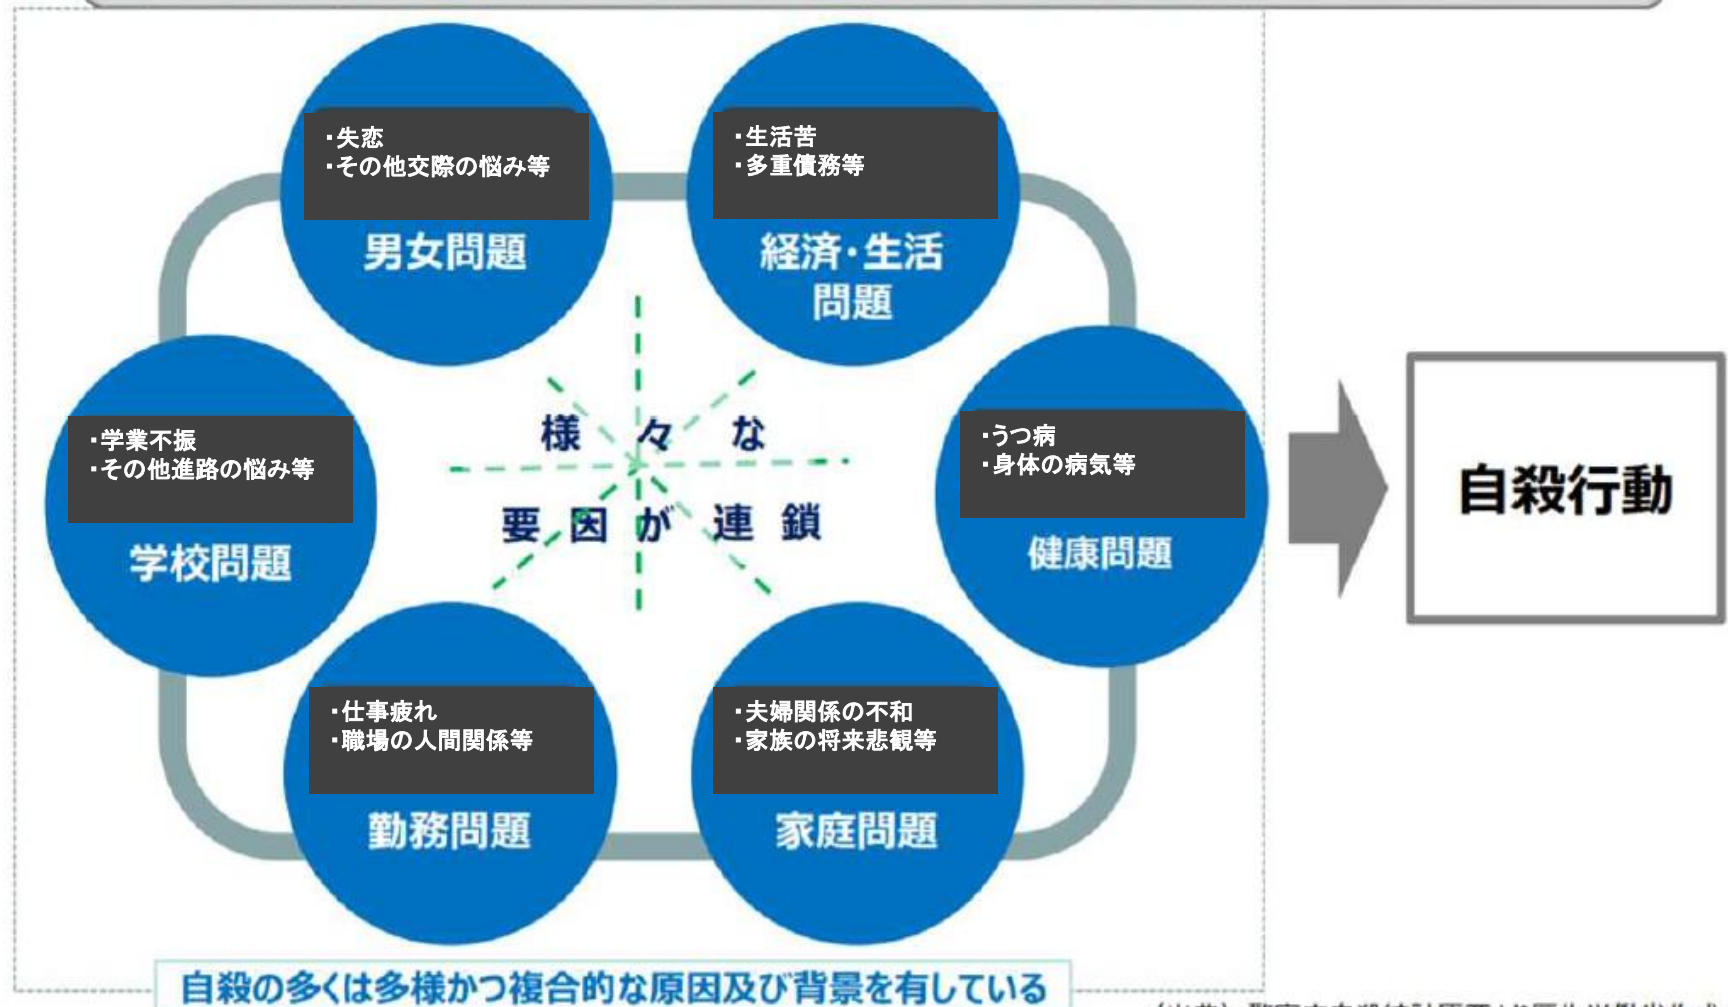 ・失恋
・その他交際の悩み等
男女問題
・生活苦
・多重債務等
経済・生活
問題
・学業不振
・その他進路の悩み等
学校問題
様々な
要因が連鎖
・うつ病
・身体の病気等
健康問題
自殺行動
・仕事疲れ
・職場の人間関係等
勤務問題
・夫婦関係の不和
・家族の将来悲観等
家庭問題
自殺の多くは多様かつ複合的な原因及び背景を有している